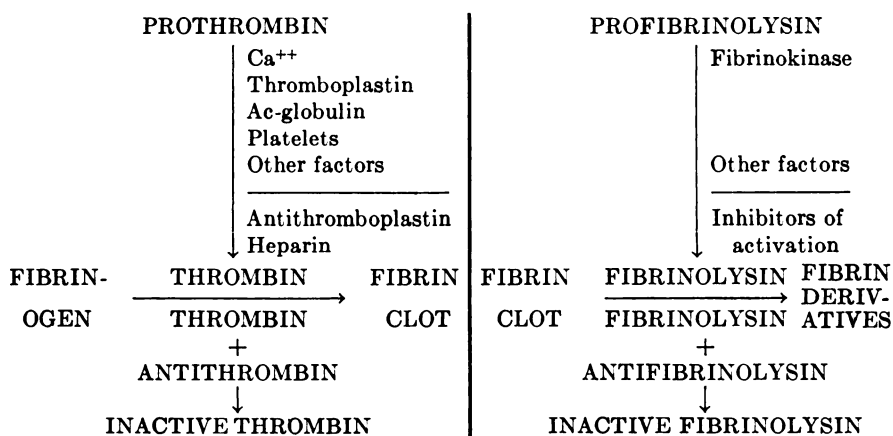 PROTHROMBIN
Ca++
Thromboplastin
Ac-globulin
Platelets
Other factors
Antithromboplastin
Heparin
FIBRIN- THROMBIN FIBRIN
OGEN THROMBIN CLOT
+
ANTITHROMBIN
INACTIVE THROMBIN
PROFIBRINOLYSIN
Fibrinokinase
Other factors
Inhibitors of
activation
FIBRIN FIBRINOLYSIN FIBRIN
DERIV-
CLOT FIBRINOLYSIN ATIVES
+
ANTIFIBRINOLYSIN
INACTIVE FIBRINOLYSIN